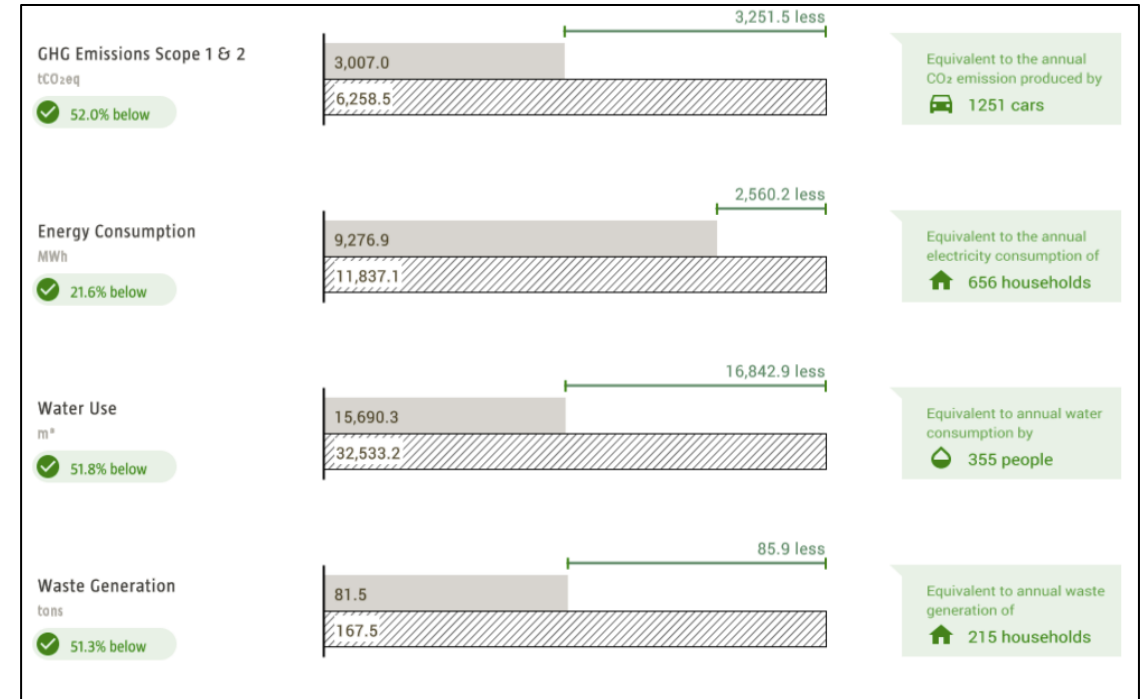 3,251.5 less
GHG Emissions Scope 1 & 2
tCO₂eq
52.0% below
3,007.0
6,258.5
Equivalent to the annual
CO₂ emission produced by
1251 cars
2,560.2 less
Energy Consumption
MWh
21.6% below
9,276.9
11,837.1
Equivalent to the annual
electricity consumption of
656 households
16,842.9 less
Water Use
m³
51.8% below
15,690.3
32,533.2
Equivalent to annual water
consumption by
355 people
85.9 less
Waste Generation
tons
51.3% below
81.5
167.5
Equivalent to annual waste
generation of
215 households